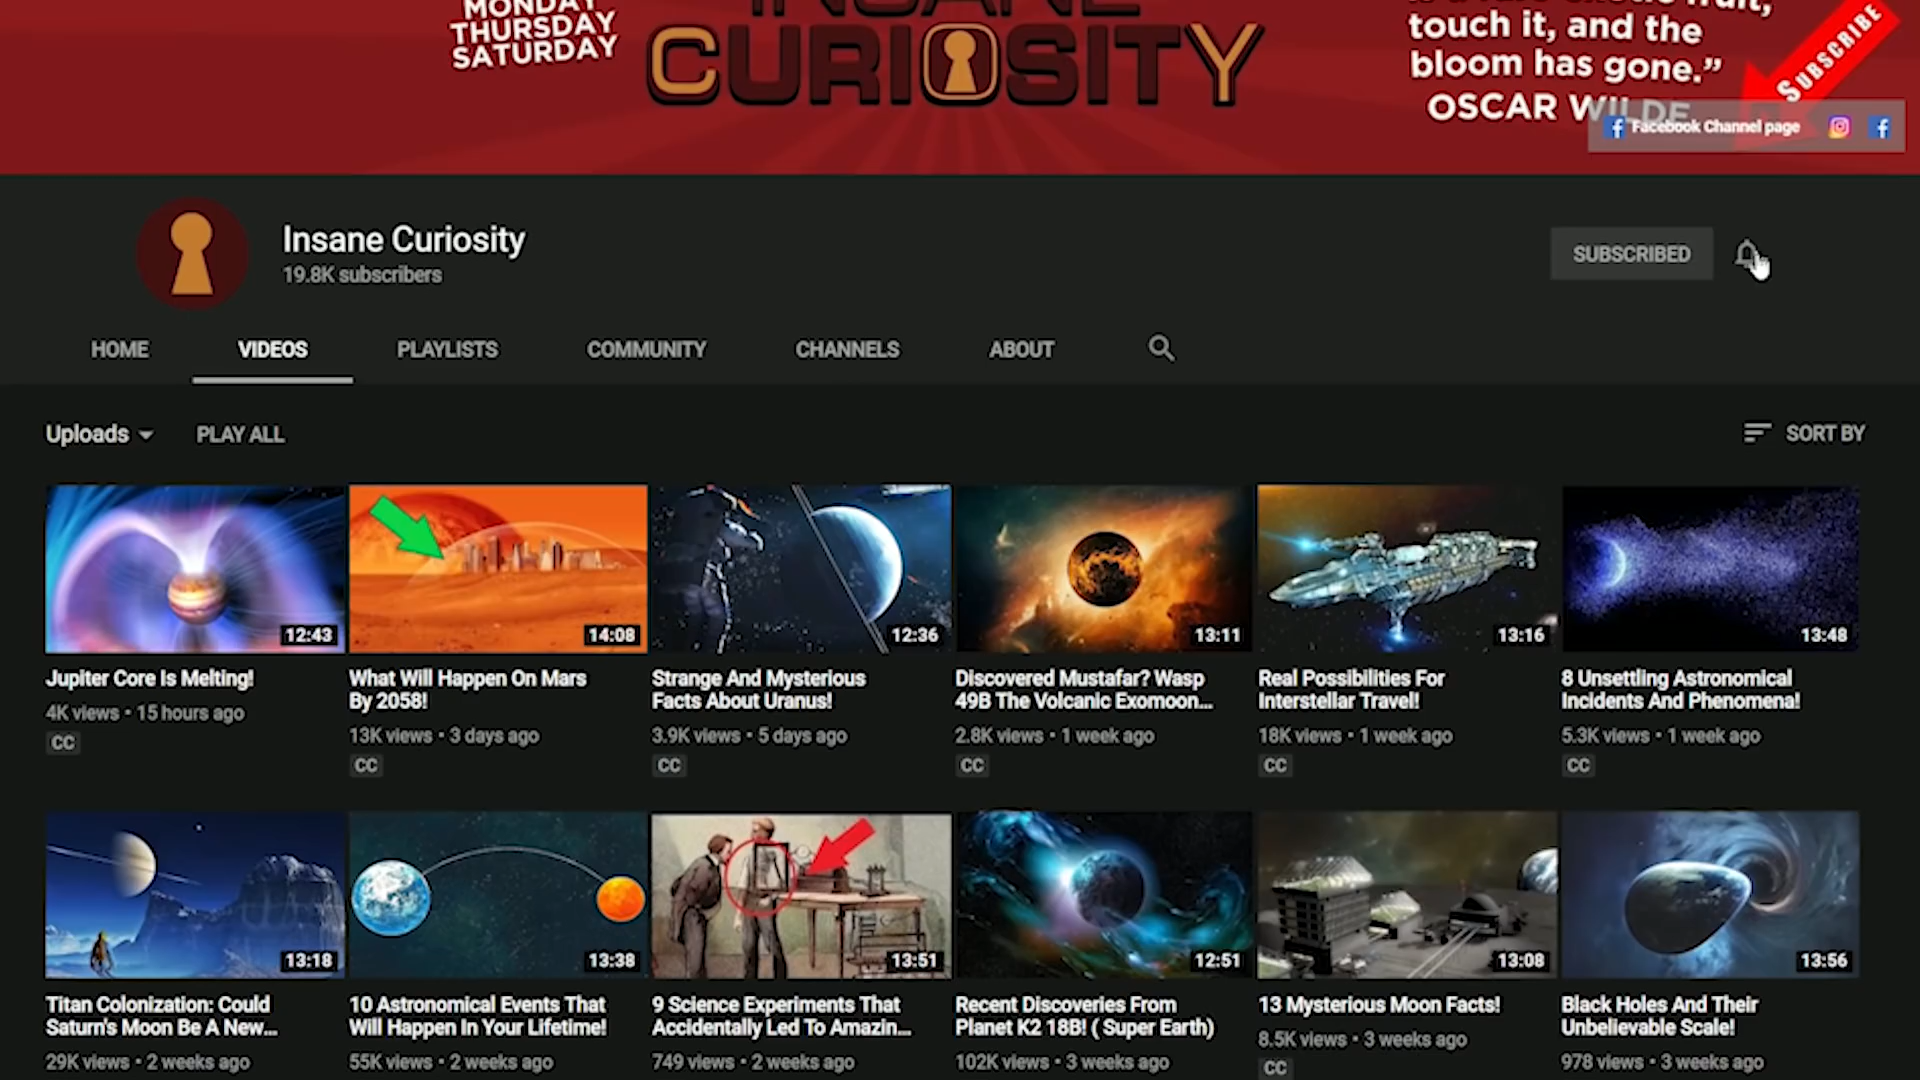 MONDAY
THURSDAY
SATURDAY
INSANE
CURIOSITY
touch it, and the
bloom has gone.”
OSCAR WILDE
SUBSCRIBE
Facebook Channel page
Insane Curiosity
19.8K subscribers
SUBSCRIBED
HOME
VIDEOS
PLAYLISTS
COMMUNITY
CHANNELS
ABOUT
Uploads
PLAY ALL
SORT BY
12:43
14:08
12:36
13:11
13:16
13:48
Jupiter Core Is Melting!
4K views • 15 hours ago
CC
What Will Happen On Mars
By 2058!
13K views • 3 days ago
CC
Strange And Mysterious
Facts About Uranus!
3.9K views • 5 days ago
CC
Discovered Mustafar? Wasp
49B The Volcanic Exomoon...
2.8K views • 1 week ago
CC
Real Possibilities For
Interstellar Travel!
18K views • 1 week ago
CC
8 Unsettling Astronomical
Incidents And Phenomena!
5.3K views • 1 week ago
CC
13:18
13:38
13:51
12:51
13:08
13:56
Titan Colonization: Could
Saturn's Moon Be A New...
29K views • 2 weeks ago
10 Astronomical Events That
Will Happen In Your Lifetime!
55K views • 2 weeks ago
9 Science Experiments That
Accidentally Led To Amazin...
749 views • 2 weeks ago
Recent Discoveries From
Planet K2 18B! ( Super Earth)
102K views • 3 weeks ago
13 Mysterious Moon Facts!
8.5K views • 3 weeks ago
CC
Black Holes And Their
Unbelievable Scale!
978 views • 3 weeks ago